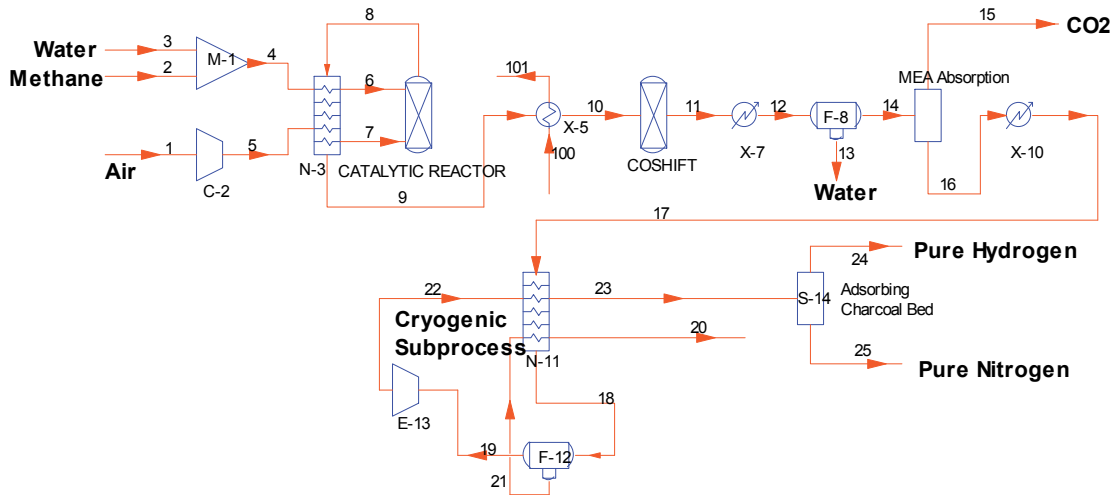 8
15
Water
3
CO2
M-1
4
Methane
2
6
101
MEA Absorption
10
11
12
F-8
14
7
X-5
1
5
13
X-7
X-10
Air
N-3
CATALYTIC REACTOR
100
COSHIFT
C-2
9
Water
16
17
Pure Hydrogen
24
22
23
S-14
Adsorbing
Charcoal Bed
Cryogenic
Subprocess
20
25
N-11
Pure Nitrogen
18
E-13
19
F-12
21